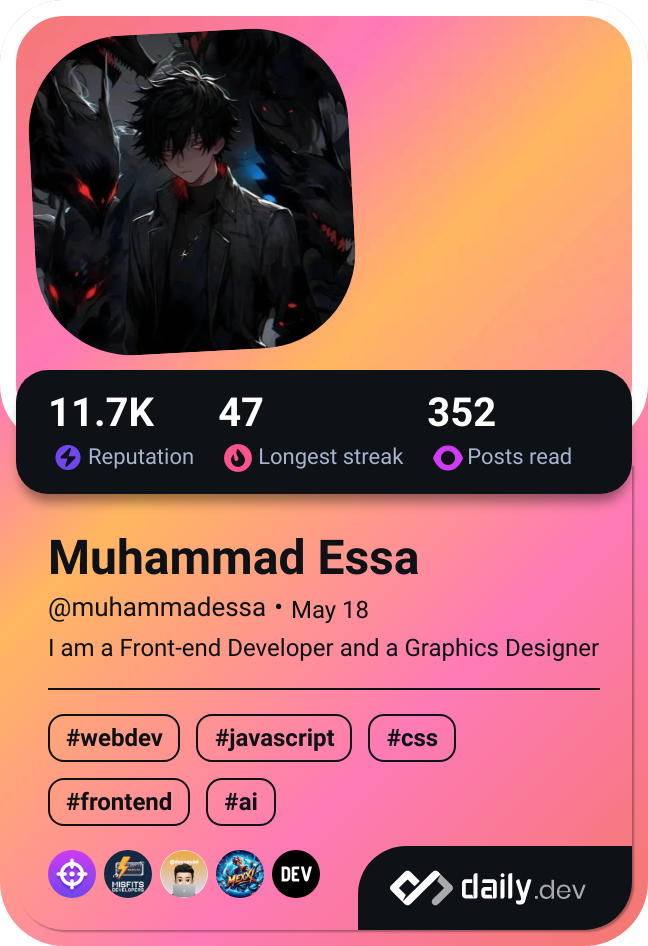 11.7K 47 352
Reputation Longest streak Posts read
Muhammad Essa
@muhammadessa • May 18
I am a Front-end Developer and a Graphics Designer
#webdev #javascript #css
#frontend #ai
MISFITS
DEVELOPERS
DEV
daily.dev